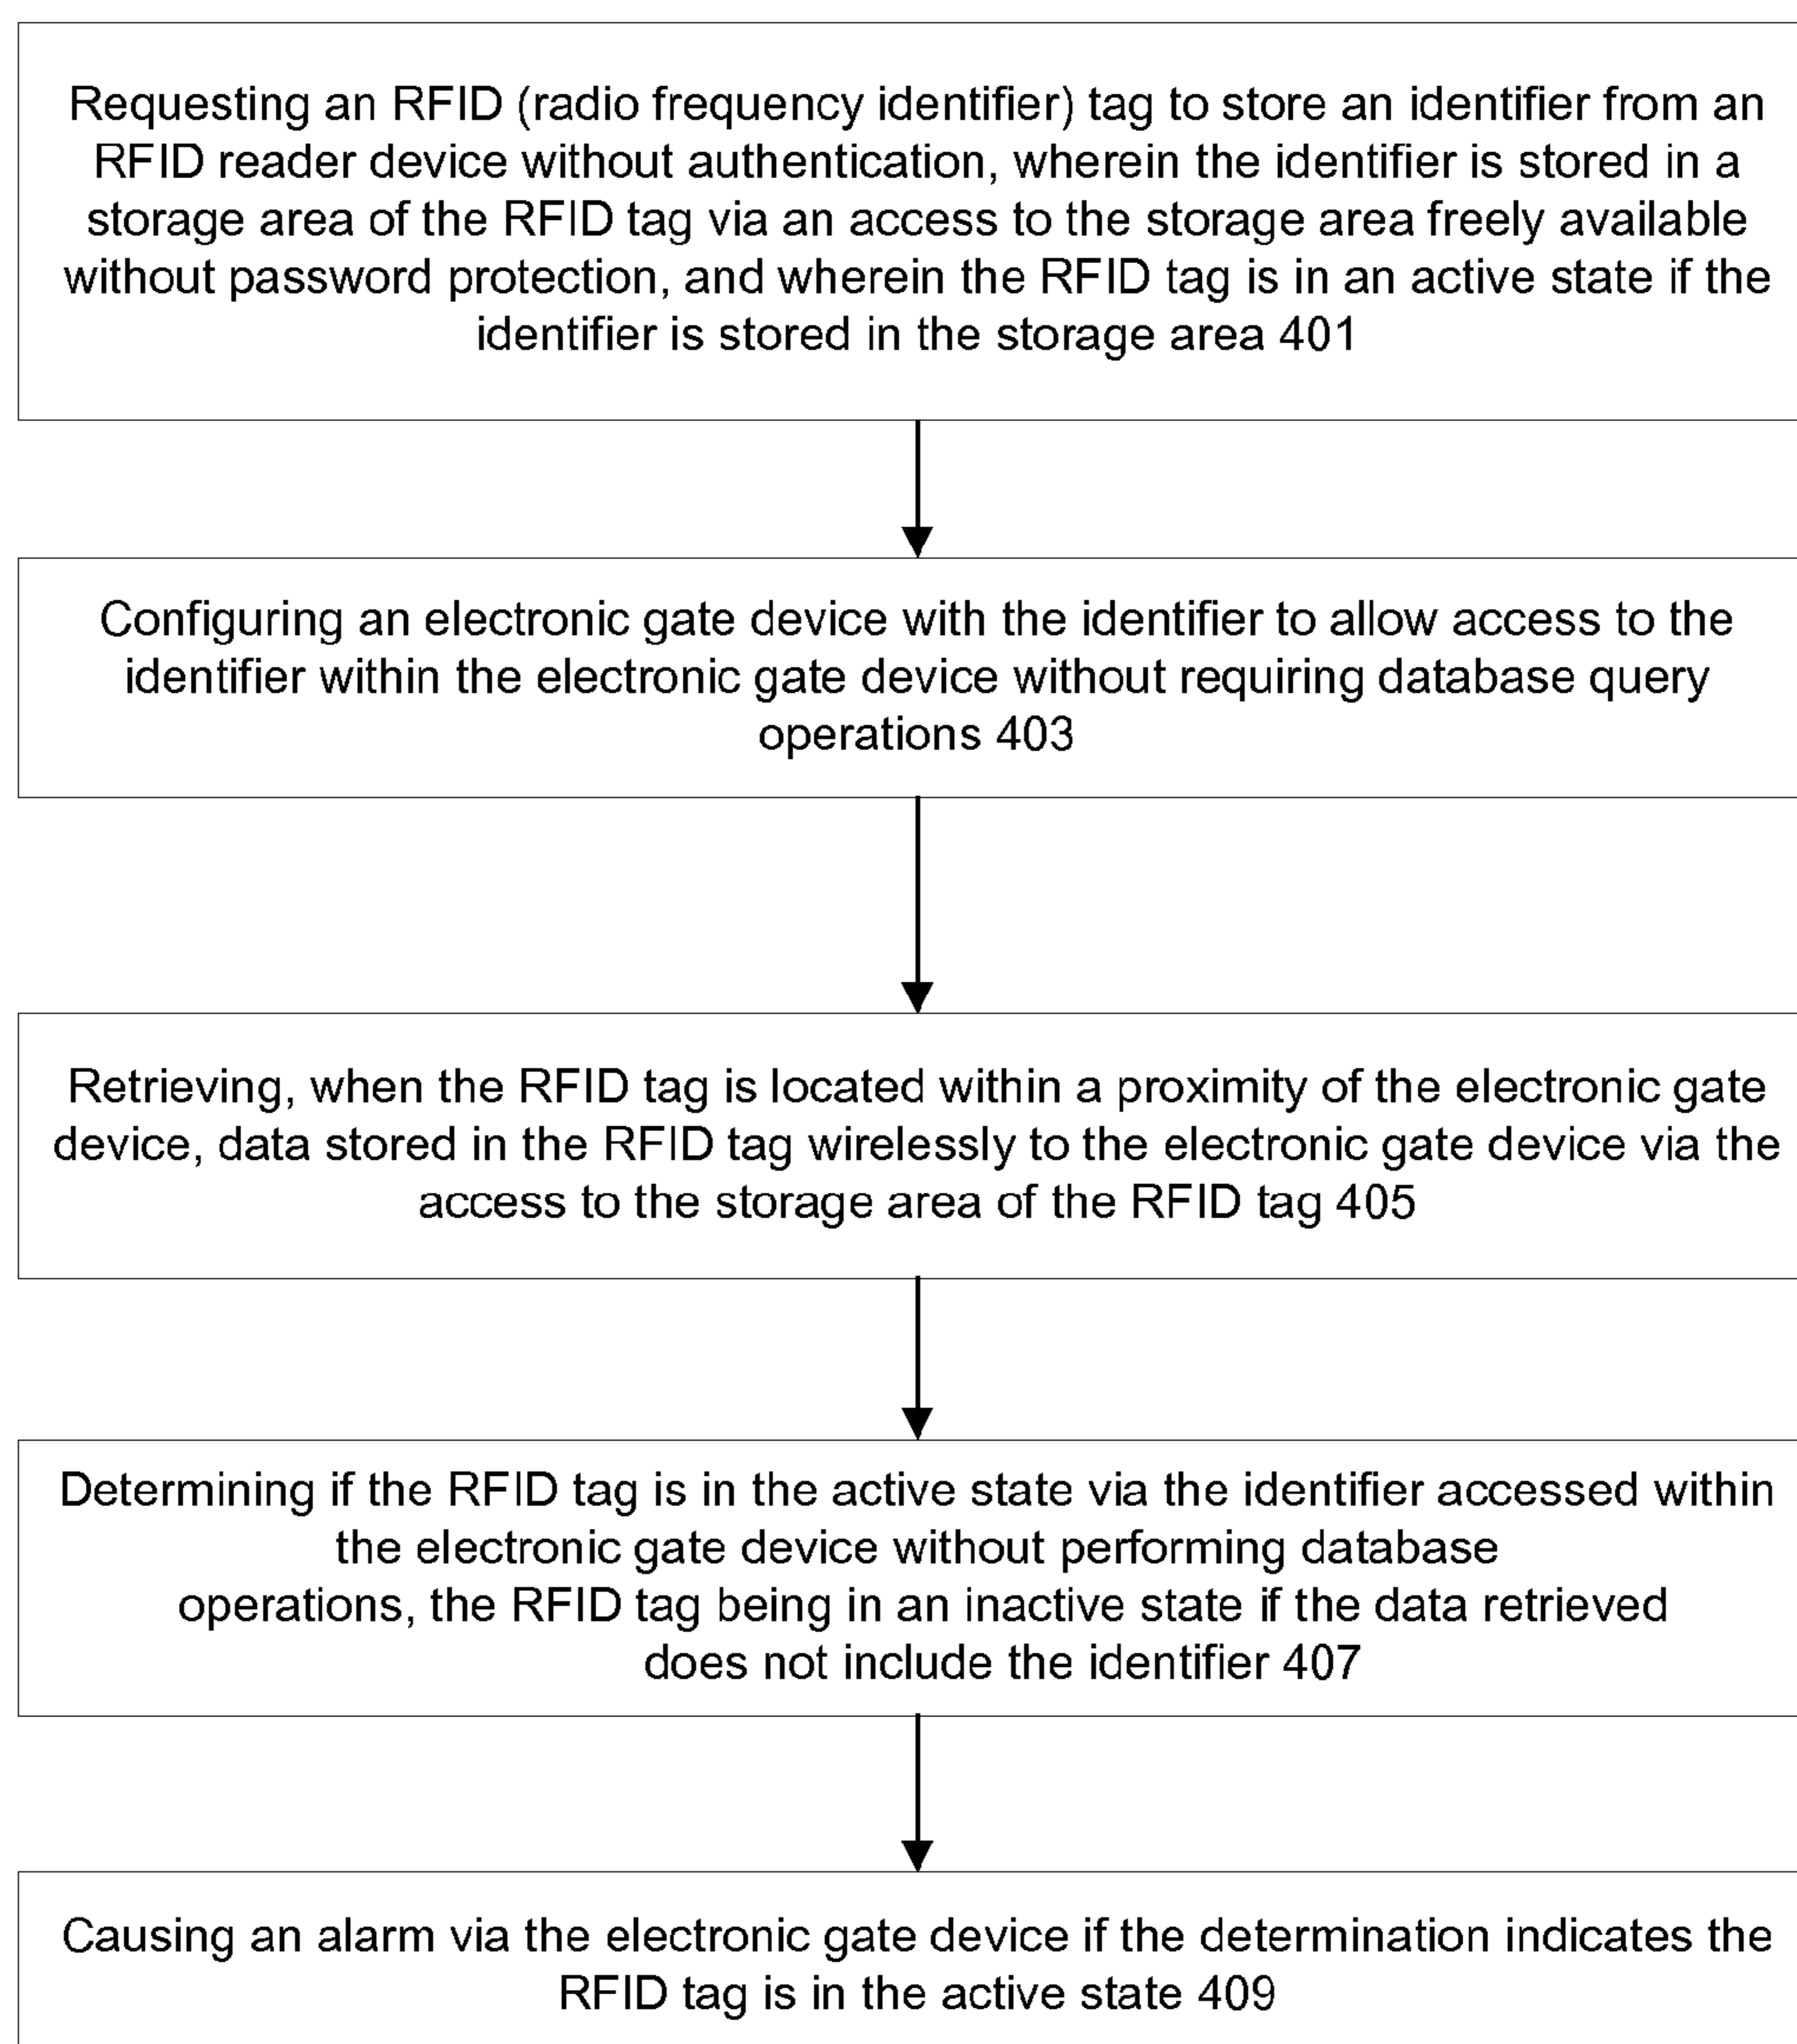 Requesting an RFID (radio frequency identifier) tag to store an identifier from an
RFID reader device without authentication, wherein the identifier is stored in a
storage area of the RFID tag via an access to the storage area freely available
without password protection, and wherein the RFID tag is in an active state if the
identifier is stored in the storage area 401
Configuring an electronic gate device with the identifier to allow access to the
identifier within the electronic gate device without requiring database query
operations 403
Retrieving, when the RFID tag is located within a proximity of the electronic gate
device, data stored in the RFID tag wirelessly to the electronic gate device via the
access to the storage area of the RFID tag 405
Determining if the RFID tag is in the active state via the identifier accessed within
the electronic gate device without performing database
operations, the RFID tag being in an inactive state if the data retrieved
does not include the identifier 407
Causing an alarm via the electronic gate device if the determination indicates the
RFID tag is in the active state 409